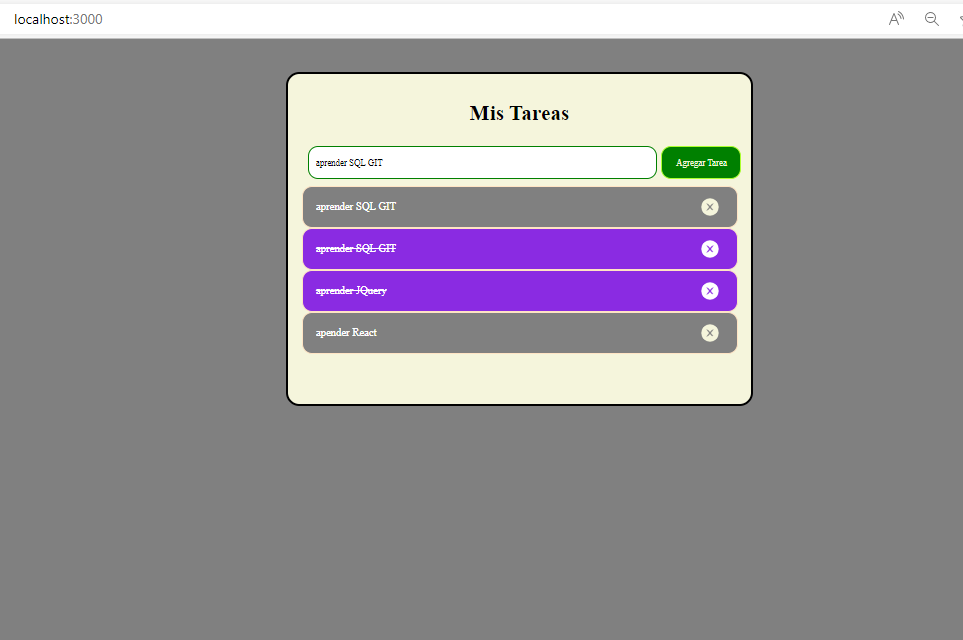 localhost:3000
Mis Tareas
aprender SQL GIT
Agregar Tarea
aprender SQL GIT
aprender SQL GIT
aprender JQuery
apender React